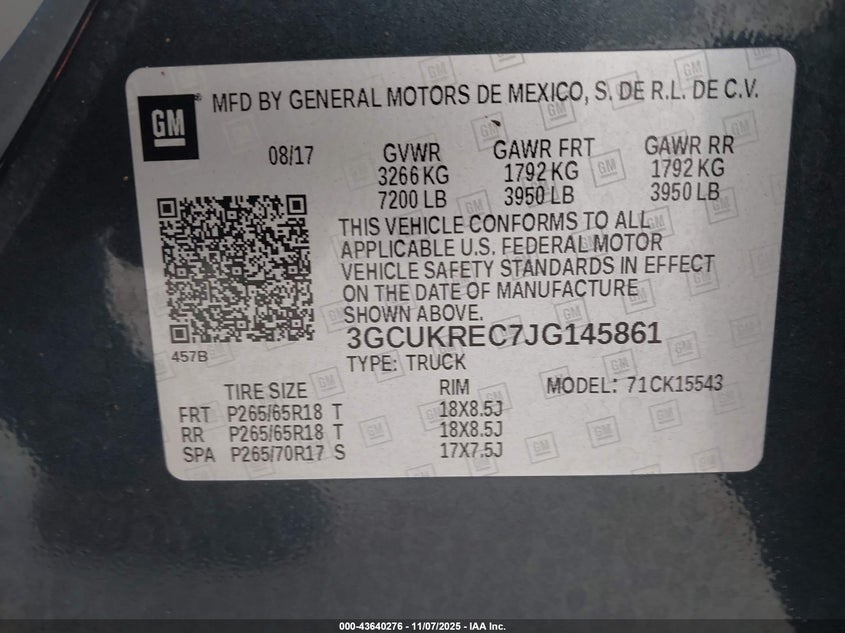 GM® MFD BY GENERAL MOTORS DE MEXICO, S. DE R.L. DE C.V.
08/17 GVWR GAWR FRT GAWR RR
3266 KG 1792 KG 1792 KG
7200 LB 3950 LB 3950 LB
THIS VEHICLE CONFORMS TO ALL
APPLICABLE U.S. FEDERAL MOTOR
VEHICLE SAFETY STANDARDS IN EFFECT
ON THE DATE OF MANUFACTURE
SHOWN ABOVE.
3GCUKREC7JG145861
457B
TYPE: TRUCK
TIRE SIZE RIM MODEL: 71CK15543
FRT P265/65R18 T 18X8.5J
RR P265/65R18 T 18X8.5J
SPA P265/70R17 S 17X7.5J
000-43640276 - 11/07/2025 - IAA Inc.